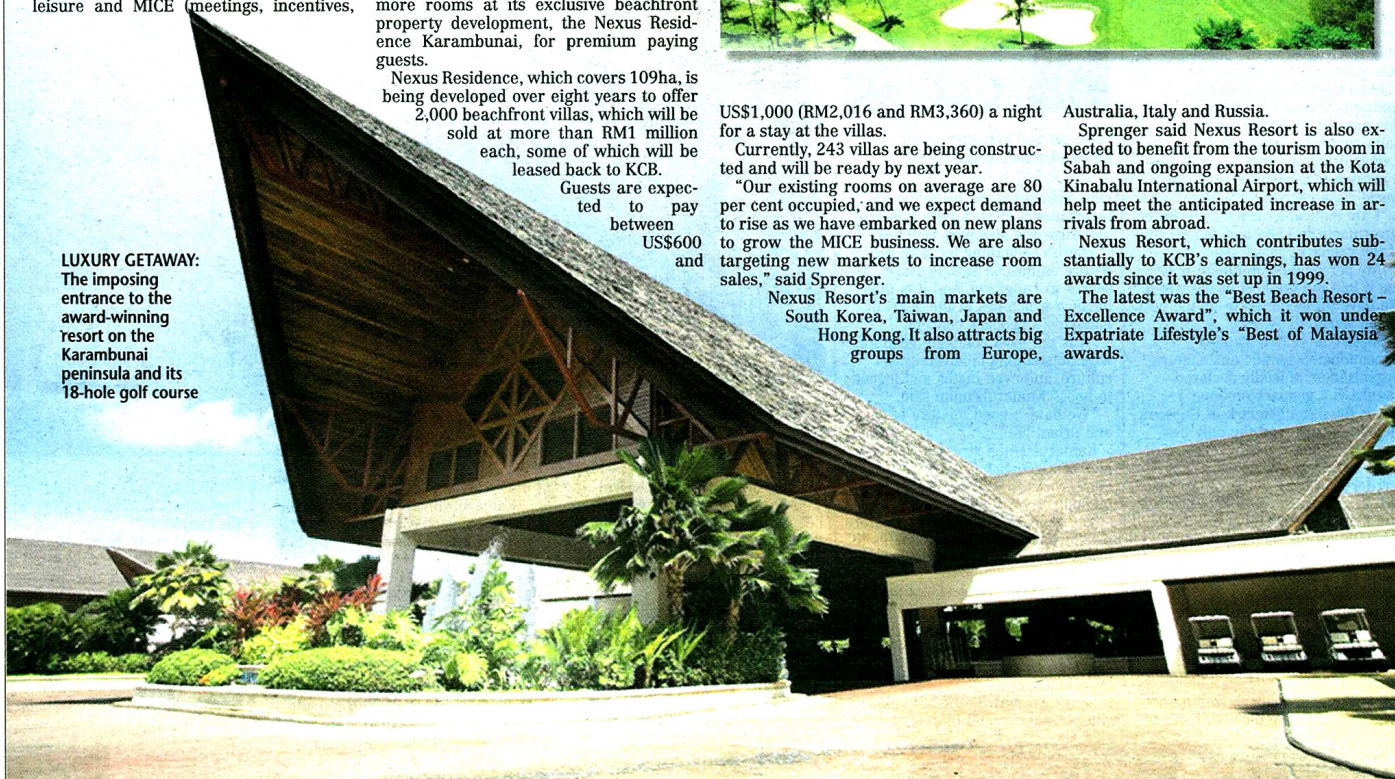 leisure and MICE (meetings, incentives,
more rooms at its exclusive beachfront
property development, the Nexus Resid-
ence Karambunai, for premium paying
guests.
Nexus Residence, which covers 109ha, is
being developed over eight years to offer
2,000 beachfront villas, which will be
sold at more than RM1 million
each, some of which will be
leased back to KCB.
Guests are expec-
ted to pay
between
US$600
and
US$1,000 (RM2,016 and RM3,360) a night
for a stay at the villas.
Currently, 243 villas are being construc-
ted and will be ready by next year.
“Our existing rooms on average are 80
per cent occupied, and we expect demand
to rise as we have embarked on new plans
to grow the MICE business. We are also
targeting new markets to increase room
sales,” said Sprenger.
Nexus Resort’s main markets are
South Korea, Taiwan, Japan and
Hong Kong. It also attracts big
groups from Europe,
Australia, Italy and Russia.
Sprenger said Nexus Resort is also ex-
pected to benefit from the tourism boom in
Sabah and ongoing expansion at the Kota
Kinabalu International Airport, which will
help meet the anticipated increase in ar-
rivals from abroad.
Nexus Resort, which contributes sub-
stantially to KCB’s earnings, has won 24
awards since it was set up in 1999.
The latest was the “Best Beach Resort –
Excellence Award”, which it won under
Expatriate Lifestyle’s “Best of Malaysia”
awards.
LUXURY GETAWAY:
The imposing
entrance to the
award-winning
resort on the
Karambunai
peninsula and its
18-hole golf course